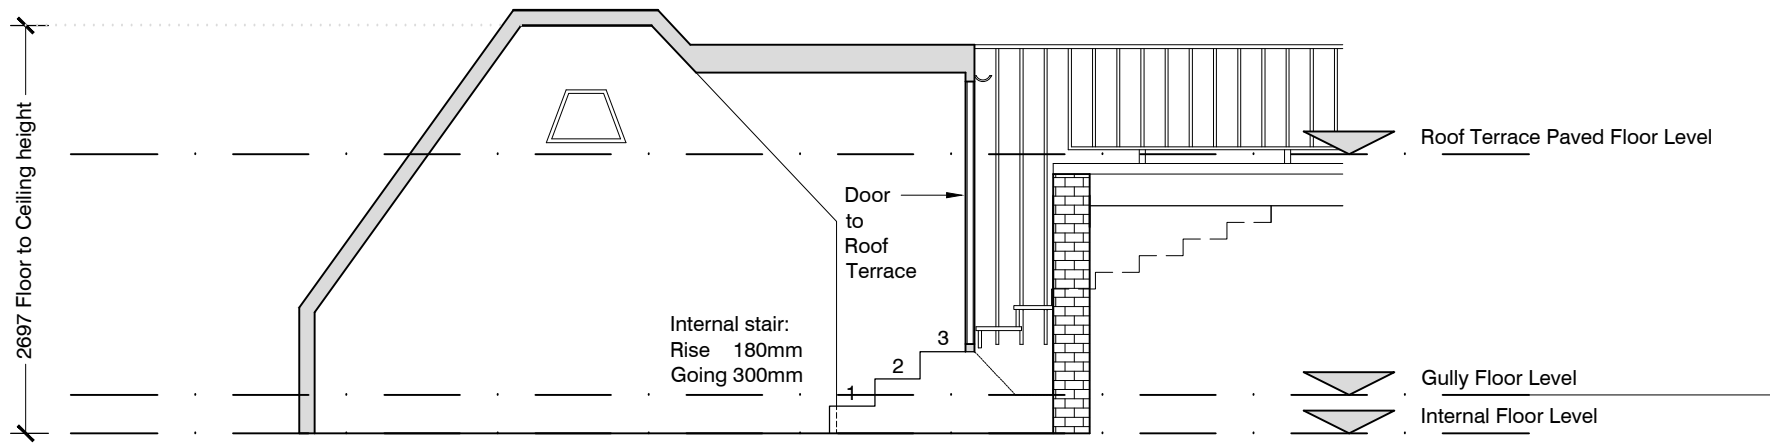 2697 Floor to Ceiling height
Roof Terrace Paved Floor Level
Door
to
Roof
Terrace
Internal stair:
Rise 180mm
Going 300mm
3
2
1
Gully Floor Level
Internal Floor Level